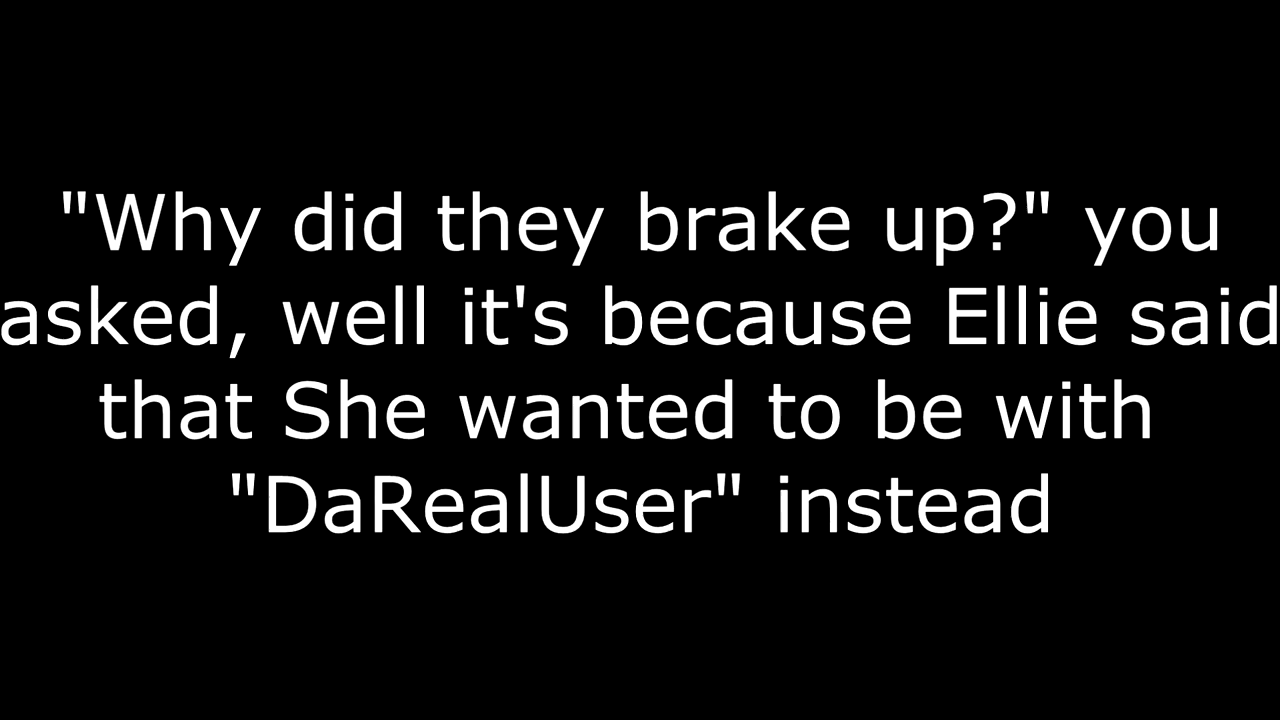 "Why did they brake up?" you
asked, well it's because Ellie said
that She wanted to be with
"DaRealUser" instead